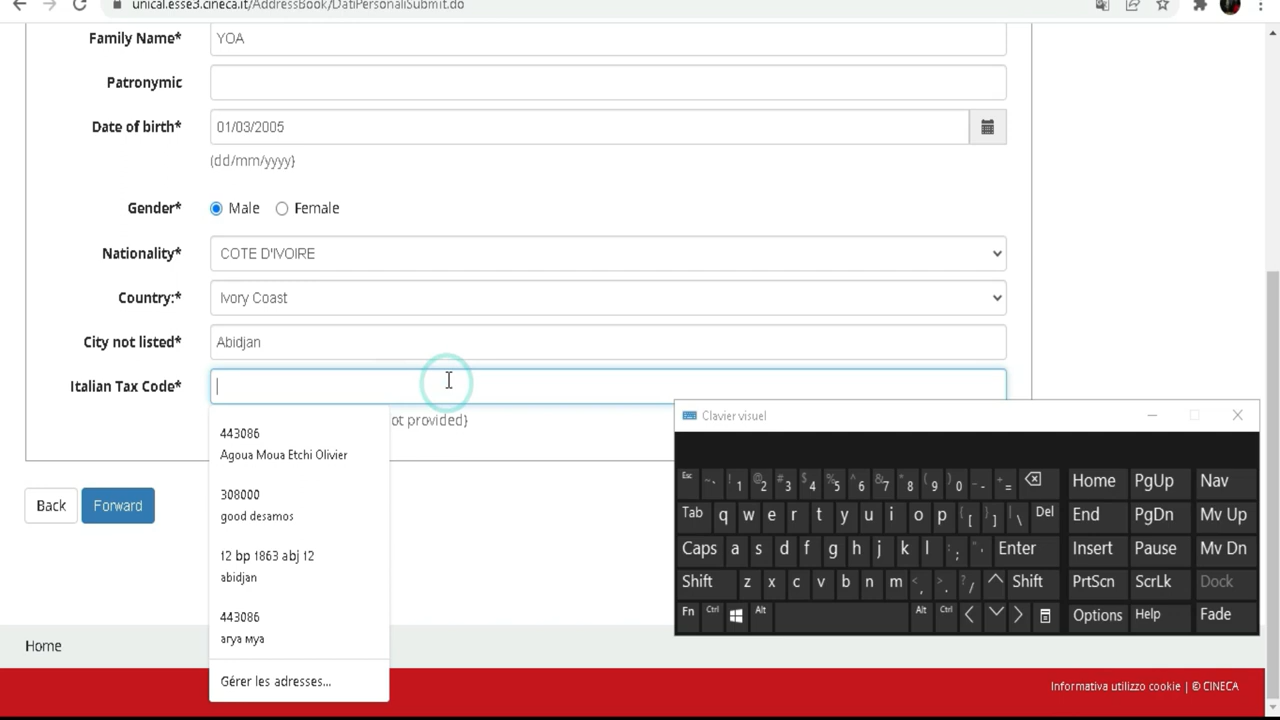 unical.esse3.cineca.it/AddressBook/DatiPersonaliSubmit.do
Family Name* YOA
Patronymic
Date of birth* 01/03/2005
(dd/mm/yyyy}
Gender* Male Female
Nationality* COTE D'IVOIRE
Country:* Ivory Coast
City not listed* Abidjan
Italian Tax Code*
ot provided}
443086
Agoua Moua Etchi Olivier
308000
good desamos
12 bp 1863 abj 12
abidjan
443086
arya мya
Gérer les adresses...
Back Forward
Clavier visuel
Esc ~ ` ! 1 @ 2 # 3 $ 4 % 5 ^ 6 & 7 * 8 ( 9 ) 0 _ - + = Home PgUp Nav
Tab q w e r t y u i o p { [ } ] | \ Del End PgDn Mv Up
Caps a s d f g h j k l : ; " ' Enter Insert Pause Mv Dn
Shift z x c v b n m < , > . ? / Shift PrtScn ScrLk Dock
Fn Ctrl Alt Alt Ctrl Options Help Fade
Home
Informativa utilizzo cookie | © CINECA